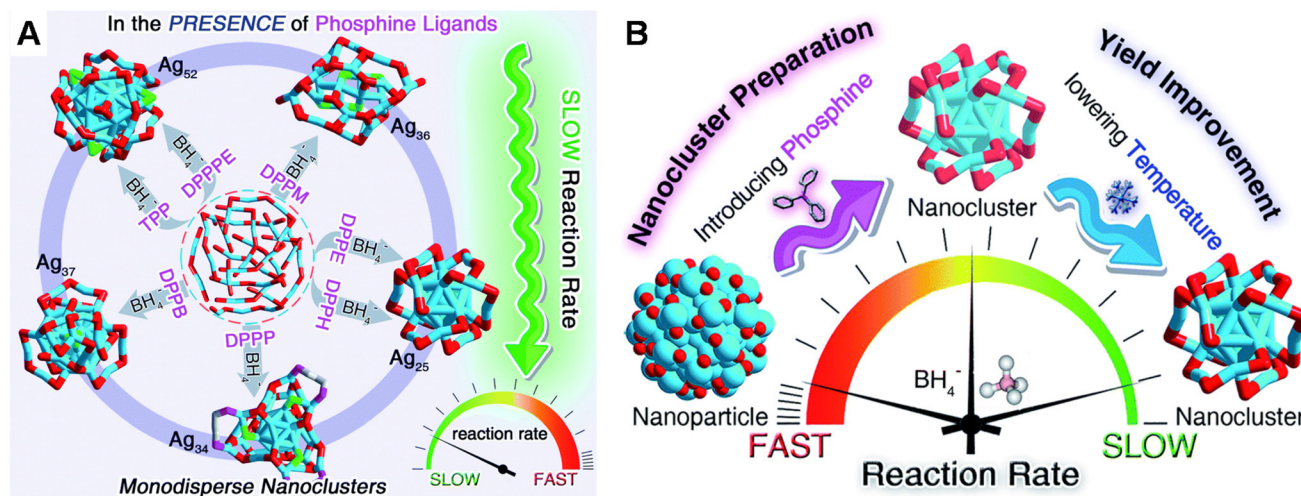 A
In the PRESENCE of Phosphine Ligands
Ag52
Ag36
BH4-
DPPPE
BH4-
TPP
BH4-
DPPM
DPPE
BH4-
DPPH
BH4-
Ag25
Ag37
BH4-
DPPB
DPPP
BH4-
Ag34
Monodisperse Nanoclusters
SLOW Reaction Rate
reaction rate
SLOW
FAST
B
Nanocluster Preparation
Introducing Phosphine
Nanocluster
Yield Improvement
lowering Temperature
Nanoparticle
BH4-
Nanocluster
FAST
SLOW
Reaction Rate